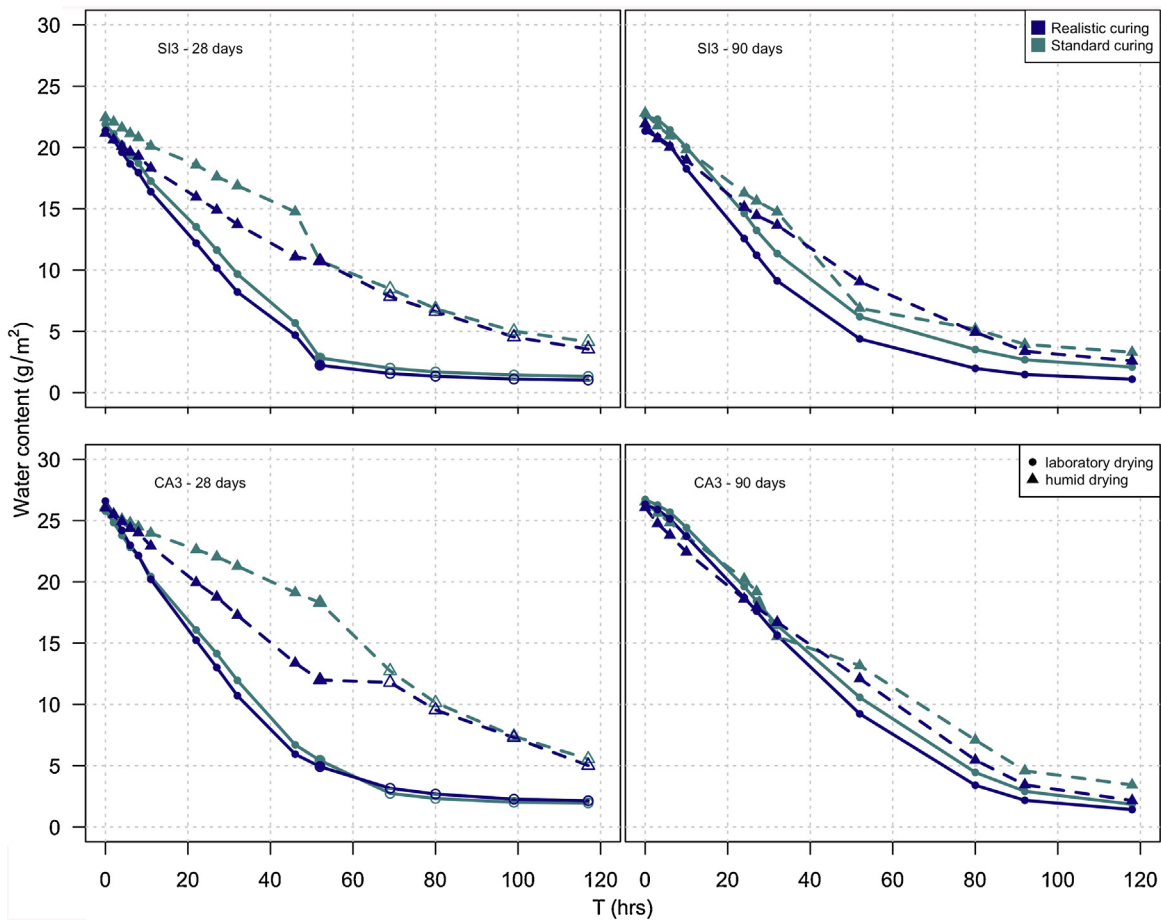 SI3 - 28 days
SI3 - 90 days
Realistic curing
Standard curing
30
25
20
15
10
5
0
CA3 - 28 days
CA3 - 90 days
laboratory drying
humid drying
30
25
20
15
10
5
0
Water content (g/m²)
0 20 40 60 80 100 120 0 20 40 60 80 100 120
T (hrs)